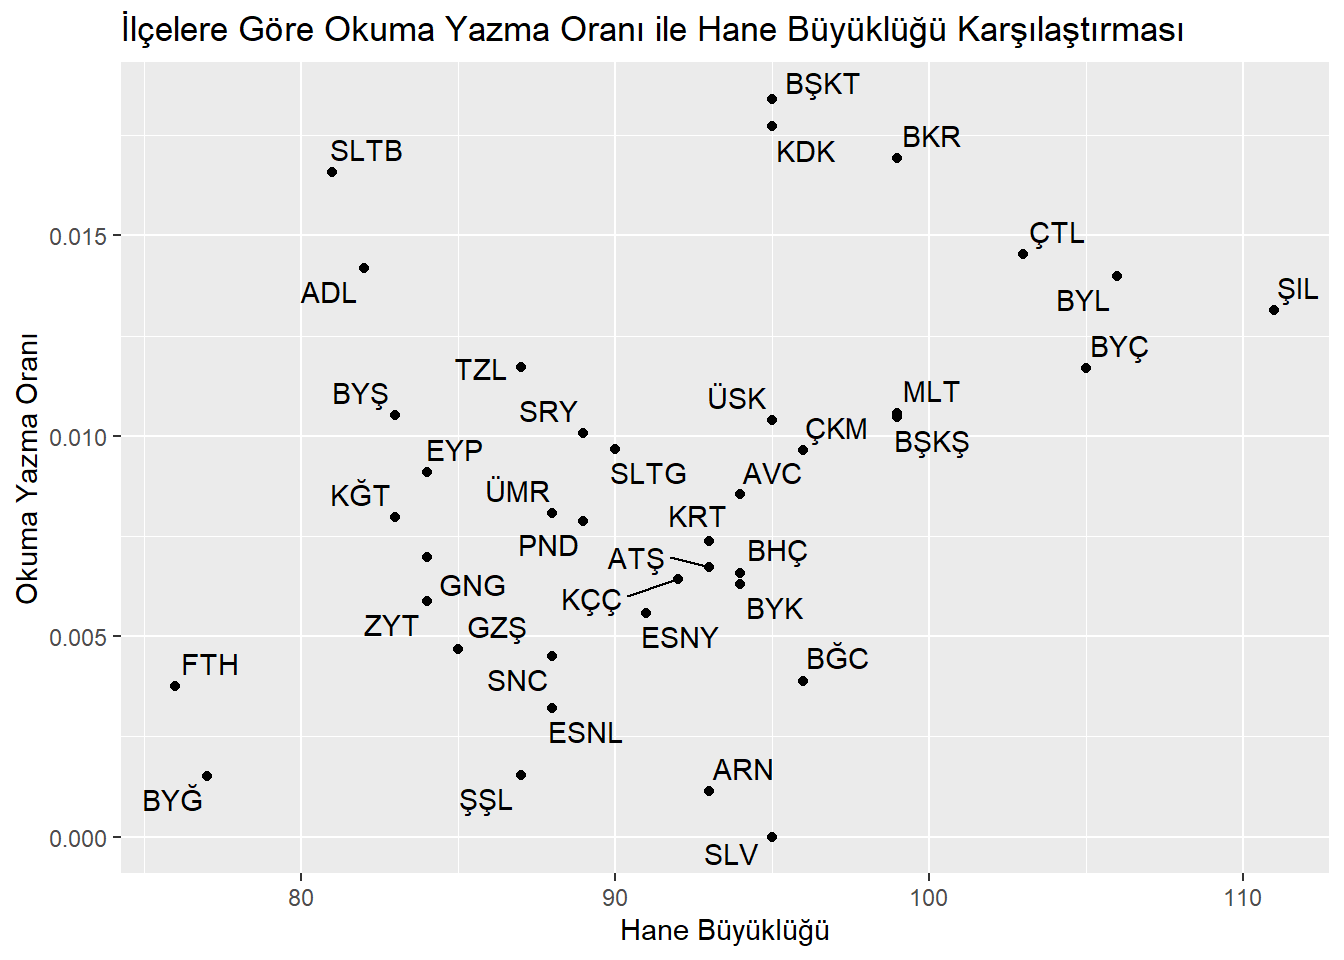 İlçelere Göre Okuma Yazma Oranı ile Hane Büyüklüğü Karşılaştırması
BŞKT
KDK
BKR
SLTB
ÇTL
ADL
BYL
ŞIL
BYÇ
TZL
BYŞ
SRY
ÜSK
MLT
ÇKM
BŞKŞ
EYP
SLTG
AVC
KĞT
ÜMR
KRT
PND
ATŞ
BHÇ
GNG
KÇÇ
BYK
ZYT
GZŞ
ESNY
FTH
SNC
BĞC
ESNL
ARN
BYĞ
ŞŞL
SLV
0.015
0.010
0.005
0.000
80
90
100
110
Okuma Yazma Oranı
Hane Büyüklüğü